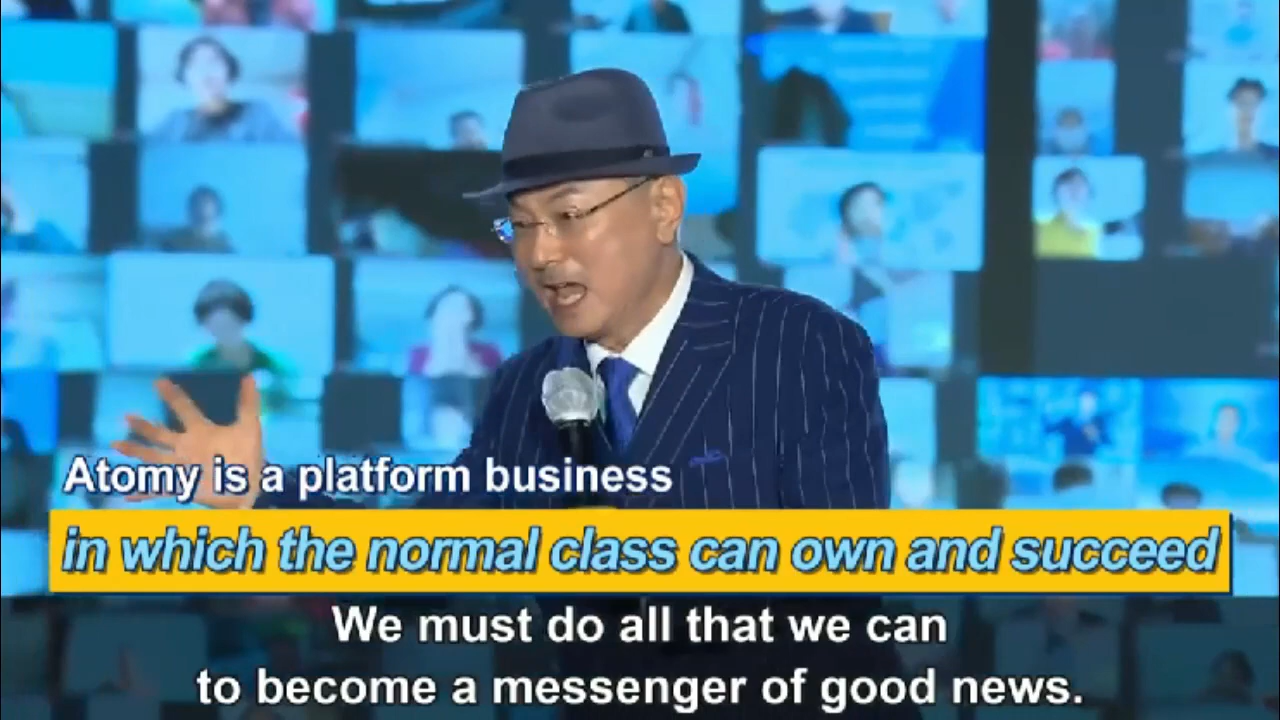 Atomy is a platform business
in which the normal class can own and succeed
We must do all that we can
to become a messenger of good news.